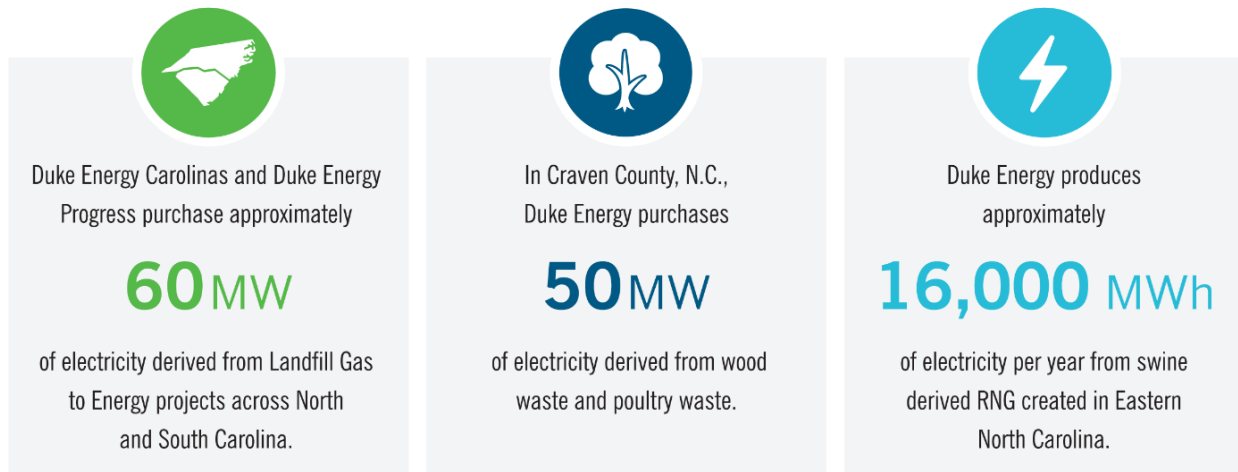 Duke Energy Carolinas and Duke Energy
Progress purchase approximately
60 MW
of electricity derived from Landfill Gas
to Energy projects across North
and South Carolina.
In Craven County, N.C.,
Duke Energy purchases
50 MW
of electricity derived from wood
waste and poultry waste.
Duke Energy produces
approximately
16,000 MWh
of electricity per year from swine
derived RNG created in Eastern
North Carolina.